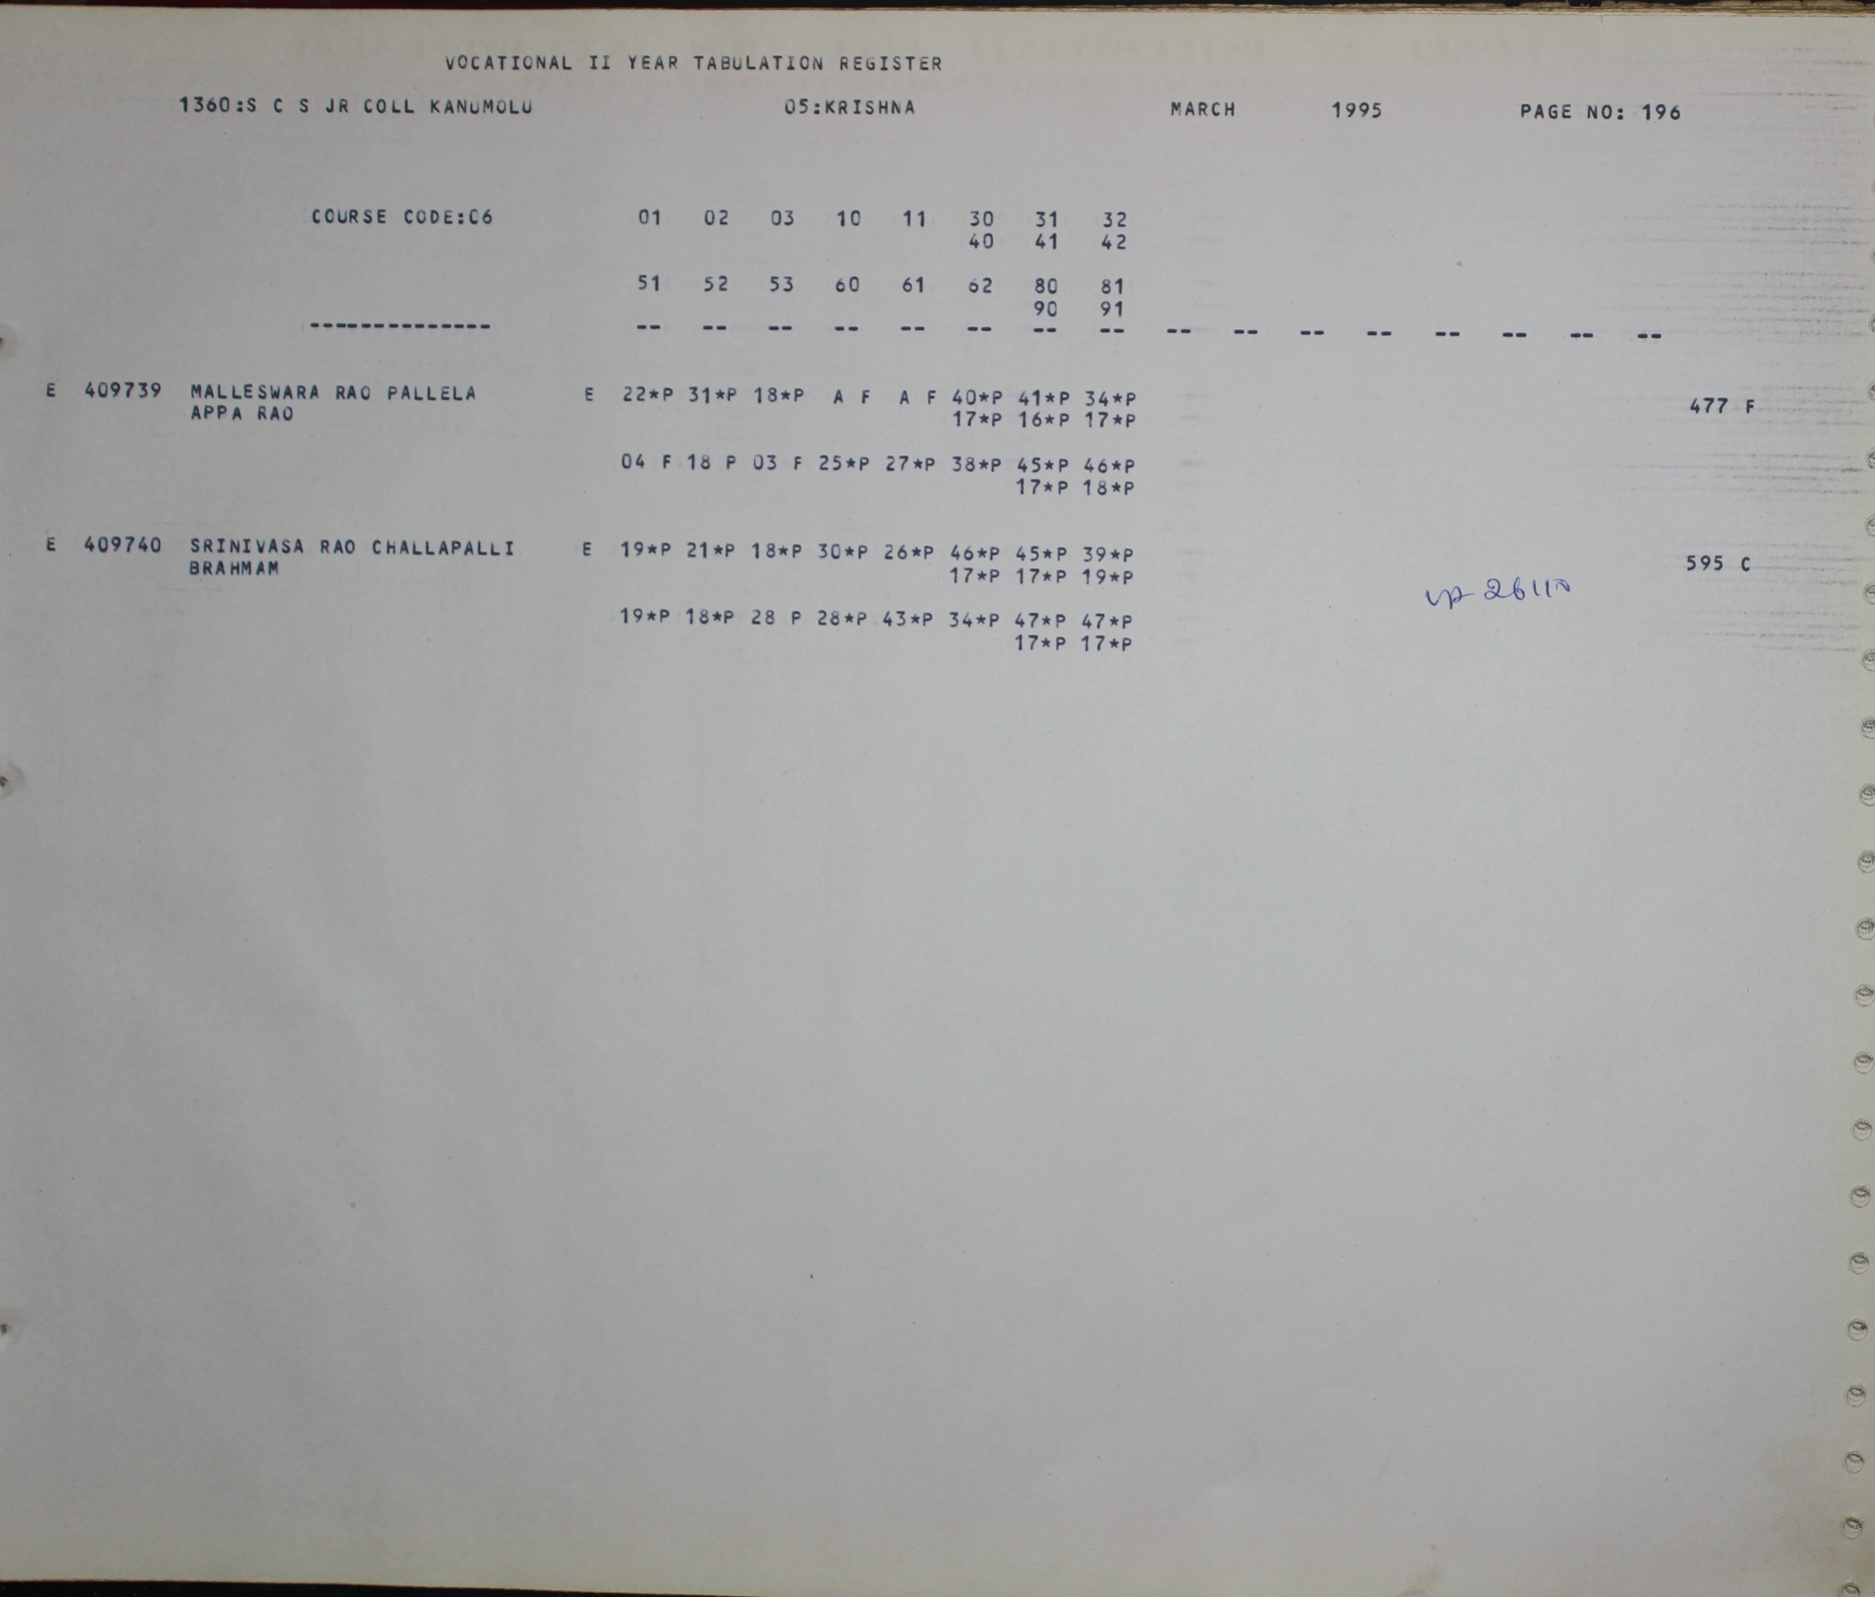 VOCATIONAL II YEAR TABULATION REGISTER
1360:S C S JR COLL KANUMOLU 05:KRISHNA MARCH 1995 PAGE NO: 196
COURSE CODE:C6 01 02 03 10 11 30 31 32
40 41 42
51 52 53 60 61 62 80 81
90 91
-------------- -- -- -- -- -- -- -- -- -- -- -- -- -- -- -- --
E 409739 MALLESWARA RAO PALLELA E 22*P 31*P 18*P A F A F 40*P 41*P 34*P 477 F
APPA RAO 17*P 16*P 17*P
04 F 18 P 03 F 25*P 27*P 38*P 45*P 46*P
17*P 18*P
E 409740 SRINIVASA RAO CHALLAPALLI E 19*P 21*P 18*P 30*P 26*P 46*P 45*P 39*P 595 C
BRAHMAM 17*P 17*P 19*P
19*P 18*P 28 P 28*P 43*P 34*P 47*P 47*P
17*P 17*P